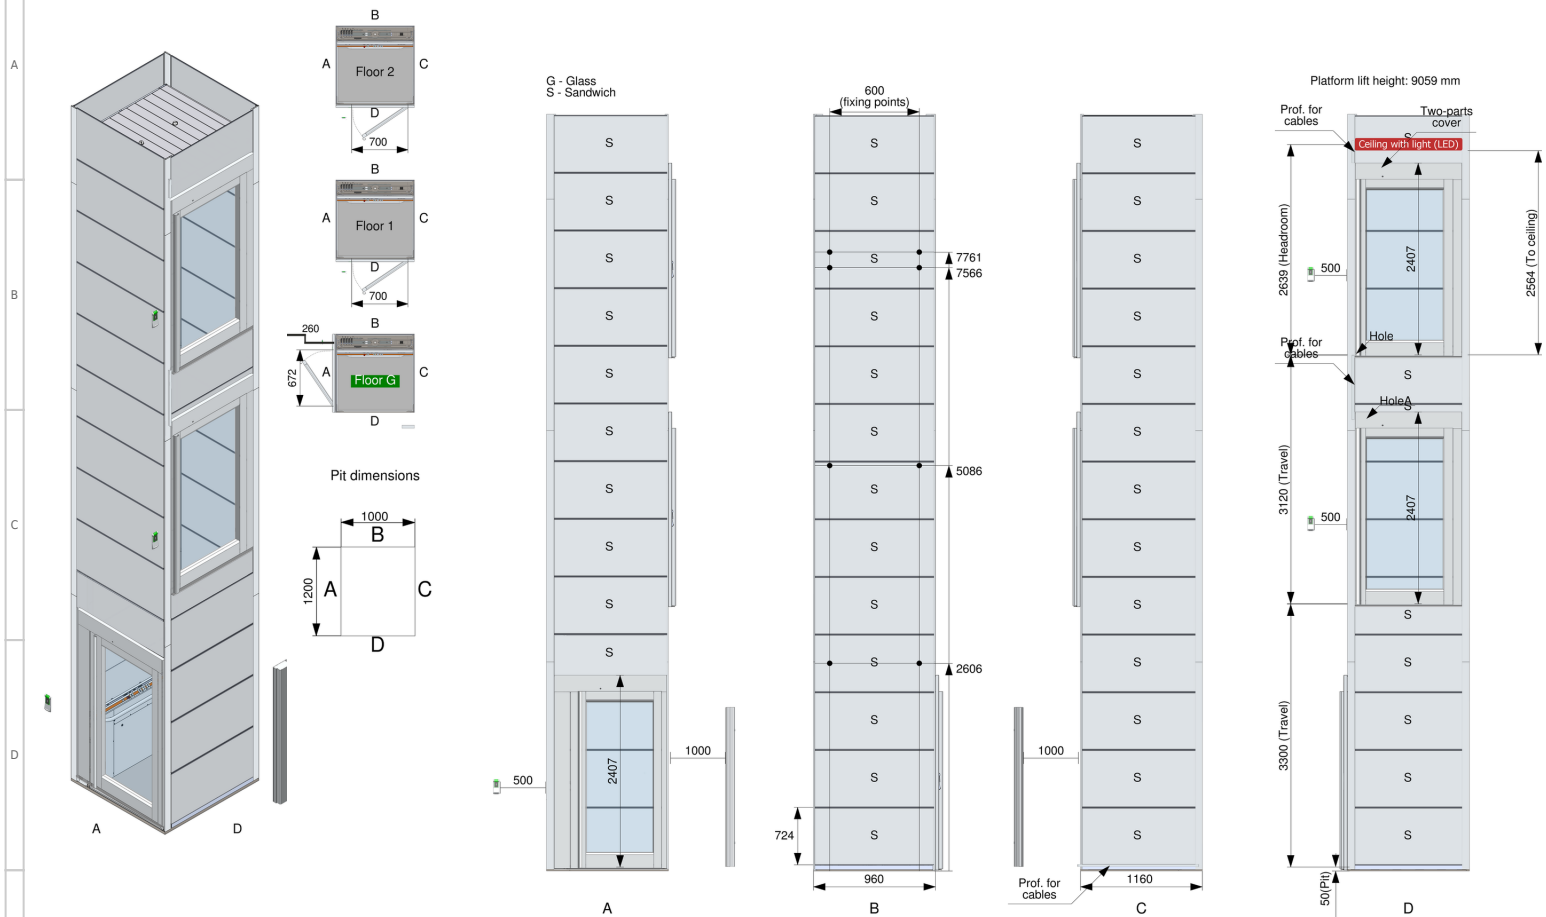 A
B
C
D
B
A
Floor 2
C
D
700
B
A
Floor 1
C
D
700
260
B
A
Floor G
C
D
672
Pit dimensions
1000
B
A
C
D
1200
A
D
G - Glass
S - Sandwich
S
S
S
S
S
S
S
S
S
S
2407
500
1000
A
600
(fixing points)
S
S
S
S
S
S
S
S
S
S
S
S
S
7761
7566
5086
2606
724
960
B
S
S
S
S
S
S
S
S
S
S
S
S
S
1000
Prof. for
cables
1160
C
Platform lift height: 9059 mm
Prof. for
cables
Two-parts
cover
S
Ceiling with light (LED)
2639 (Headroom)
2407
2564 (To ceiling)
500
Hole
Prof. for
cables
S
S
HoleA
3120 (Travel)
2407
500
S
S
S
S
S
3300 (Travel)
50(Pit)
D